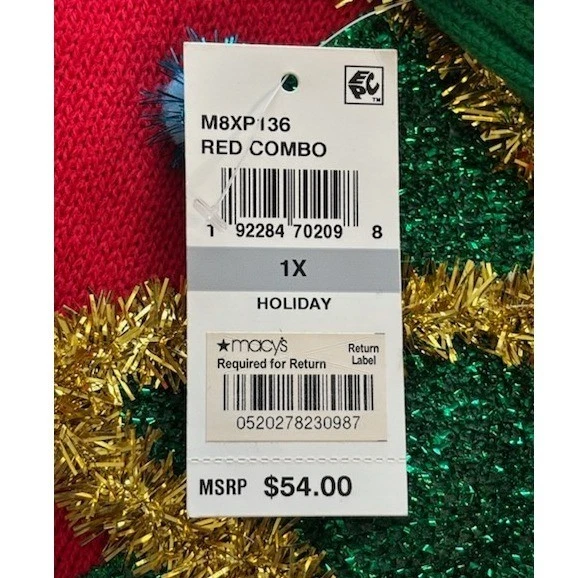 EPC
TM
M8XP136
RED COMBO
1 92284 70209 8
1X
HOLIDAY
★macy's
Return
Required for Return
Label
0520278230987
MSRP $54.00